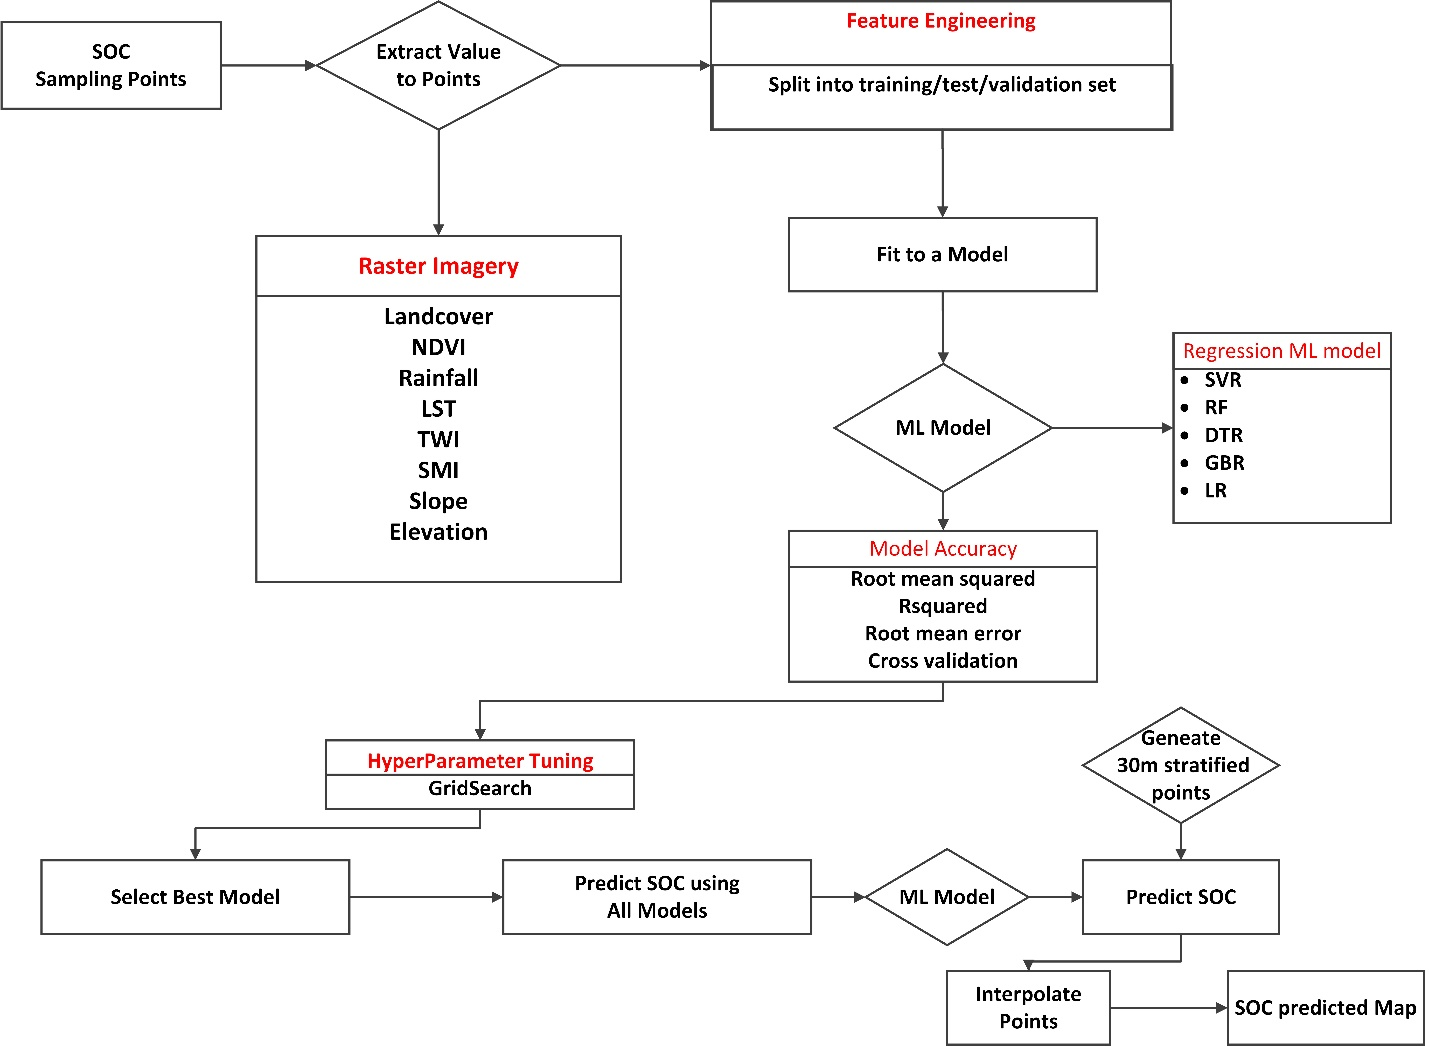 SOC
Sampling Points
Extract Value
to Points
Feature Engineering
Split into training/test/validation set
Raster Imagery
Landcover
NDVI
Rainfall
LST
TWI
SMI
Slope
Elevation
Fit to a Model
ML Model
Regression ML model
• SVR
• RF
• DTR
• GBR
• LR
Model Accuracy
Root mean squared
Rsquared
Root mean error
Cross validation
HyperParameter Tuning
GridSearch
Geneate
30m stratified
points
Select Best Model
Predict SOC using
All Models
ML Model
Predict SOC
Interpolate
Points
SOC predicted Map